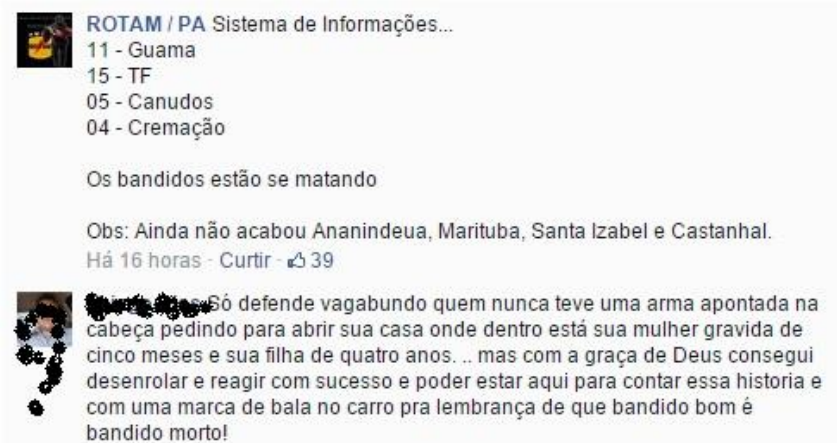 ROTAM / PA Sistema de Informações...
11 - Guama
15 - TF
05 - Canudos
04 - Cremação
Os bandidos estão se matando
Obs: Ainda não acabou Ananindeua, Marituba, Santa Izabel e Castanhal.
Há 16 horas · Curtir · 39
Só defende vagabundo quem nunca teve uma arma apontada na
cabeça pedindo para abrir sua casa onde dentro está sua mulher gravida de
cinco meses e sua filha de quatro anos. .. mas com a graça de Deus consegui
desenrolar e reagir com sucesso e poder estar aqui para contar essa historia e
com uma marca de bala no carro pra lembrança de que bandido bom é
bandido morto!